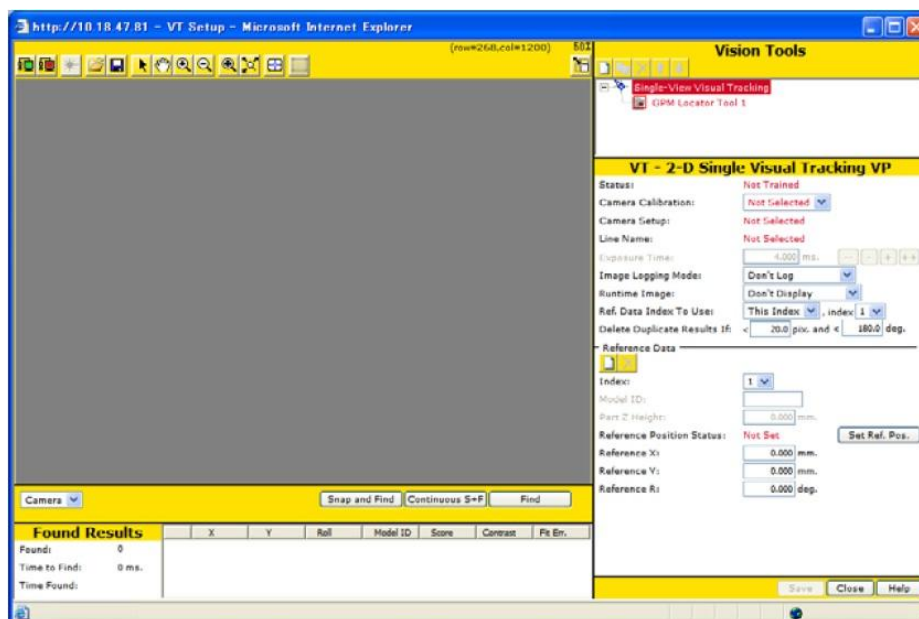 http://10.18.47.81 - VT Setup - Microsoft Internet Explorer
(row=268,col=1200) 50%
Vision Tools
Single-View Visual Tracking
GPM Locator Tool 1
VT - 2-D Single Visual Tracking VP
Status: Not Trained
Camera Calibration: Not Selected
Camera Setup: Not Selected
Line Name: Not Selected
Exposure Time: 4.000 ms. -- - + ++
Image Logging Mode: Don't Log
Runtime Image: Don't Display
Ref. Data Index To Use: This Index , index 1
Delete Duplicate Results If: < 20.0 pix. and < 180.0 deg.
Reference Data
Index: 1
Model ID:
Part Z Height: 0.000 mm.
Reference Position Status: Not Set Set Ref. Pos.
Reference X: 0.000 mm.
Reference Y: 0.000 mm.
Reference R: 0.000 deg.
Camera Snap and Find Continuous S+F Find
Found Results
Found: 0
Time to Find: 0 ms.
Time Found:
X Y Roll Model ID Score Contrast Fit Err.
Save Close Help